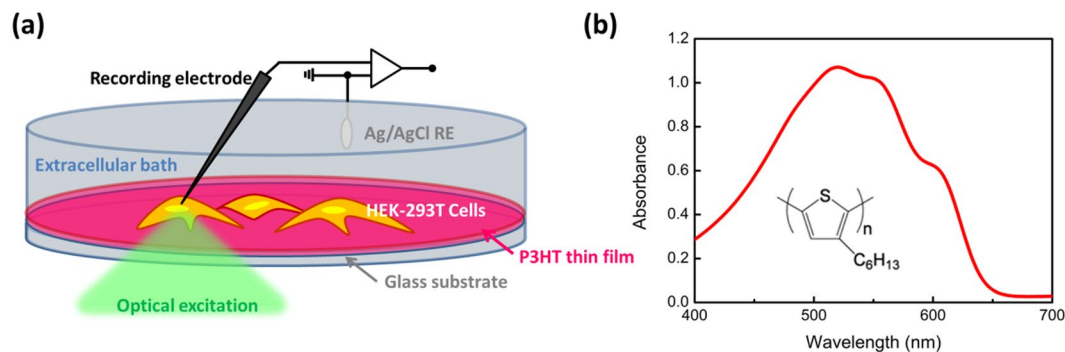 (a)
Recording electrode
Ag/AgCl RE
Extracellular bath
HEK-293T Cells
P3HT thin film
Glass substrate
Optical excitation
(b)
Absorbance
1.2
1.0
0.8
0.6
0.4
0.2
0.0
S
n
C6H13
400
500
600
700
Wavelength (nm)